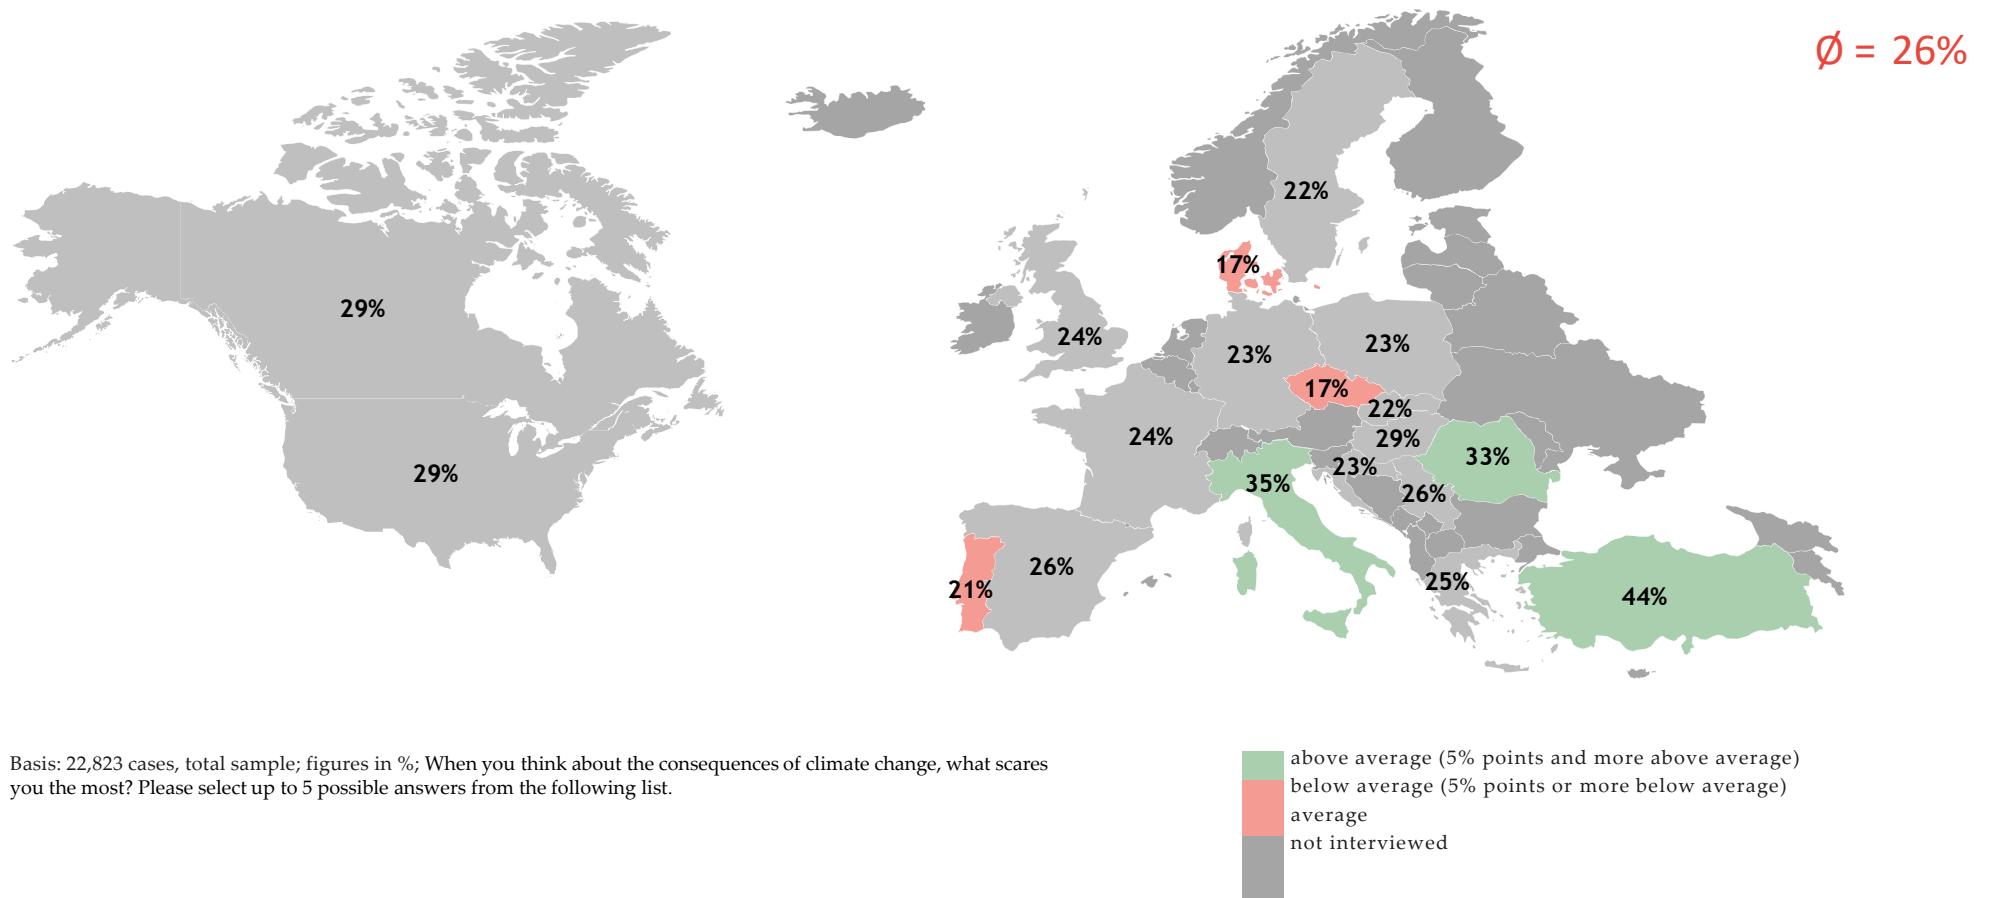 Ø = 26%
22%
17%
29%
24%
23%
23%
17%
22%
24%
29%
33%
23%
29%
35%
26%
26%
25%
21%
44%
Basis: 22,823 cases, total sample; figures in %; When you think about the consequences of climate change, what scares
you the most? Please select up to 5 possible answers from the following list.
above average (5% points and more above average)
below average (5% points or more below average)
average
not interviewed